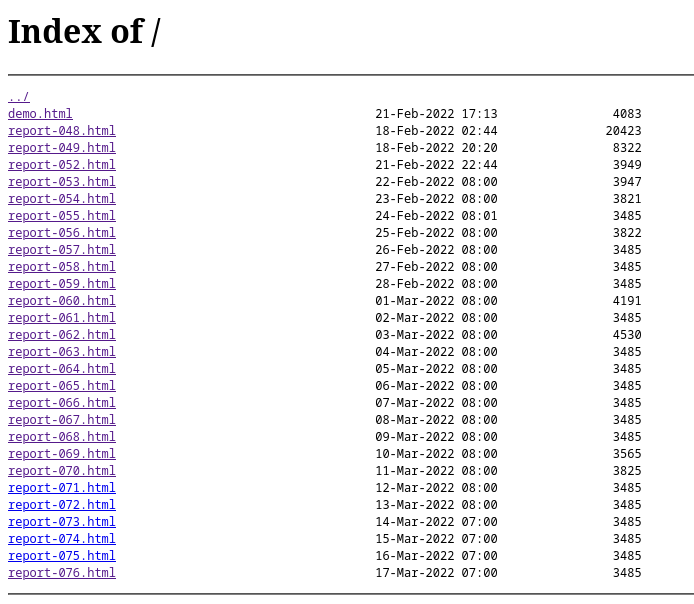 Index of /
../
demo.html 21-Feb-2022 17:13 4083
report-048.html 18-Feb-2022 02:44 20423
report-049.html 18-Feb-2022 20:20 8322
report-052.html 21-Feb-2022 22:44 3949
report-053.html 22-Feb-2022 08:00 3947
report-054.html 23-Feb-2022 08:00 3821
report-055.html 24-Feb-2022 08:01 3485
report-056.html 25-Feb-2022 08:00 3822
report-057.html 26-Feb-2022 08:00 3485
report-058.html 27-Feb-2022 08:00 3485
report-059.html 28-Feb-2022 08:00 3485
report-060.html 01-Mar-2022 08:00 4191
report-061.html 02-Mar-2022 08:00 3485
report-062.html 03-Mar-2022 08:00 4530
report-063.html 04-Mar-2022 08:00 3485
report-064.html 05-Mar-2022 08:00 3485
report-065.html 06-Mar-2022 08:00 3485
report-066.html 07-Mar-2022 08:00 3485
report-067.html 08-Mar-2022 08:00 3485
report-068.html 09-Mar-2022 08:00 3485
report-069.html 10-Mar-2022 08:00 3565
report-070.html 11-Mar-2022 08:00 3825
report-071.html 12-Mar-2022 08:00 3485
report-072.html 13-Mar-2022 08:00 3485
report-073.html 14-Mar-2022 07:00 3485
report-074.html 15-Mar-2022 07:00 3485
report-075.html 16-Mar-2022 07:00 3485
report-076.html 17-Mar-2022 07:00 3485